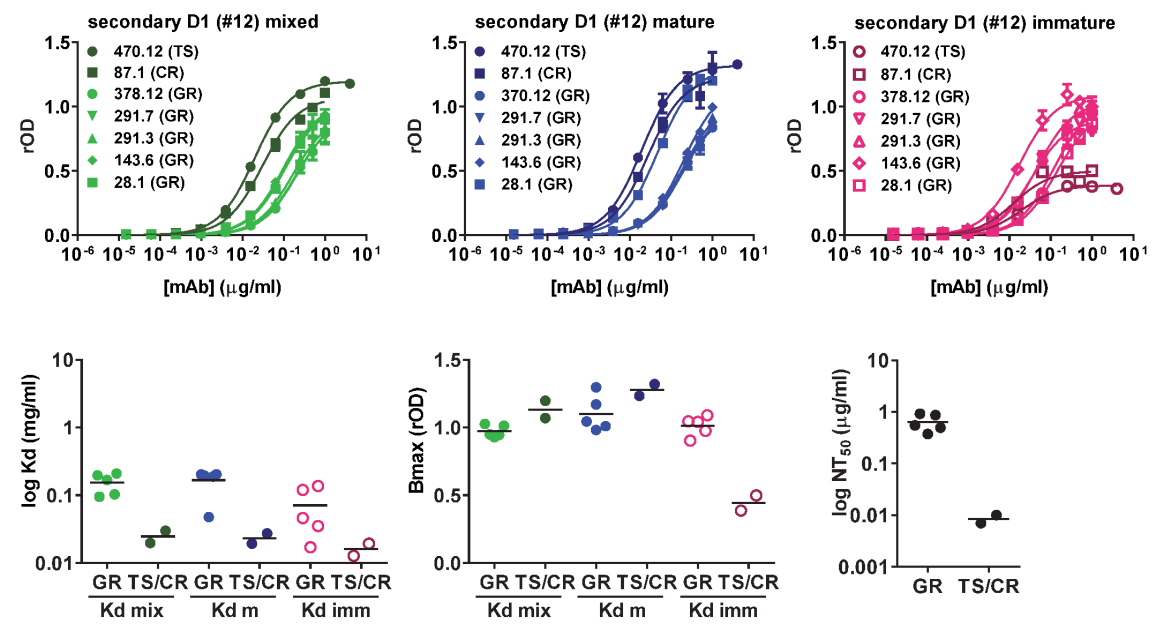 secondary D1 (#12) mixed
1.5
1.0
0.5
0.0
rOD
470.12 (TS)
87.1 (CR)
378.12 (GR)
291.7 (GR)
291.3 (GR)
143.6 (GR)
28.1 (GR)
10-6 10-5 10-4 10-3 10-2 10-1 100 101
[mAb] (μg/ml)
secondary D1 (#12) mature
1.5
1.0
0.5
0.0
rOD
470.12 (TS)
87.1 (CR)
370.12 (GR)
291.7 (GR)
291.3 (GR)
143.6 (GR)
28.1 (GR)
10-6 10-5 10-4 10-3 10-2 10-1 100 101
[mAb] (μg/ml)
secondary D1 (#12) immature
1.5
1.0
0.5
0.0
rOD
470.12 (TS)
87.1 (CR)
378.12 (GR)
291.7 (GR)
291.3 (GR)
143.6 (GR)
28.1 (GR)
10-6 10-5 10-4 10-3 10-2 10-1 100 101
[mAb] (μg/ml)
log Kd (mg/ml)
10
1
0.1
0.01
GR TS/CR GR TS/CR GR TS/CR
Kd mix Kd m Kd imm
Bmax (rOD)
1.5
1.0
0.5
0.0
GR TS/CR GR TS/CR GR TS/CR
Kd mix Kd m Kd imm
log NT50 (μg/ml)
10
1
0.1
0.01
0.001
GR TS/CR